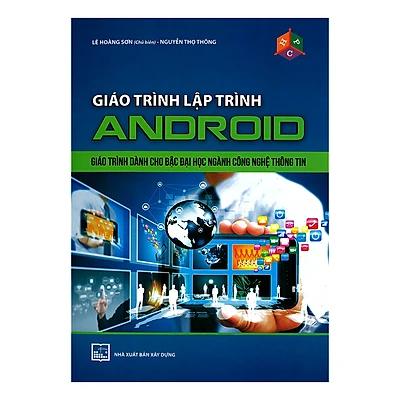 LÊ HOÀNG SƠN (Chủ biên) - NGUYỄN THỌ THÔNG
H P C
GIÁO TRÌNH LẬP TRÌNH
ANDROID
GIÁO TRÌNH DÀNH CHO BẬC ĐẠI HỌC NGÀNH CÔNG NGHỆ THÔNG TIN
NHÀ XUẤT BẢN XÂY DỰNG